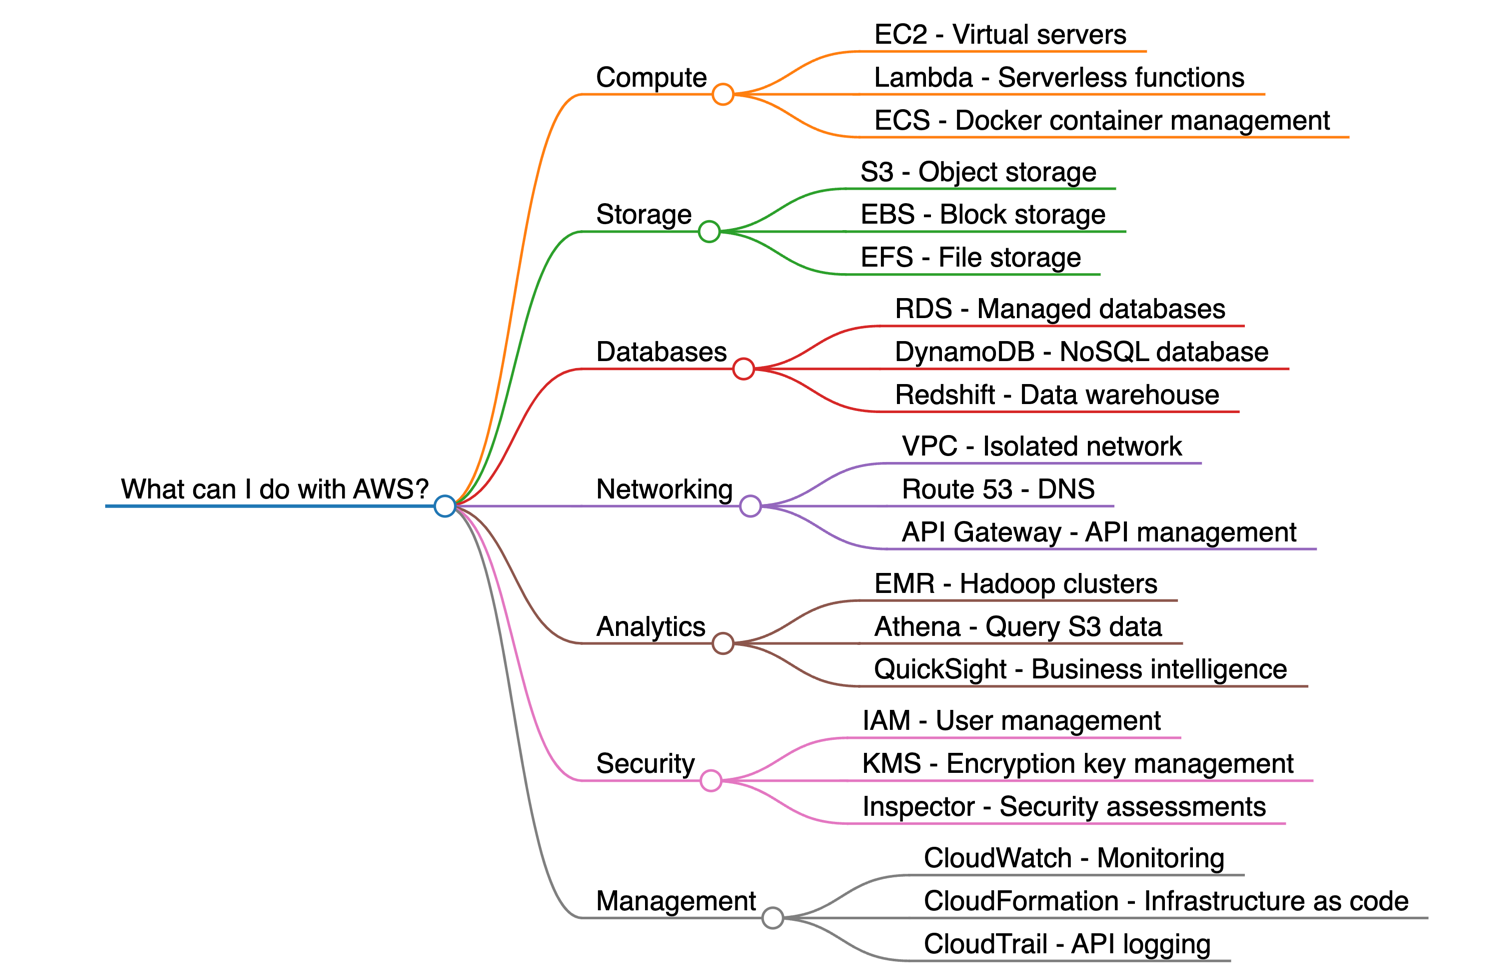 What can I do with AWS?
Compute
EC2 - Virtual servers
Lambda - Serverless functions
ECS - Docker container management
Storage
S3 - Object storage
EBS - Block storage
EFS - File storage
Databases
RDS - Managed databases
DynamoDB - NoSQL database
Redshift - Data warehouse
Networking
VPC - Isolated network
Route 53 - DNS
API Gateway - API management
Analytics
EMR - Hadoop clusters
Athena - Query S3 data
QuickSight - Business intelligence
Security
IAM - User management
KMS - Encryption key management
Inspector - Security assessments
Management
CloudWatch - Monitoring
CloudFormation - Infrastructure as code
CloudTrail - API logging